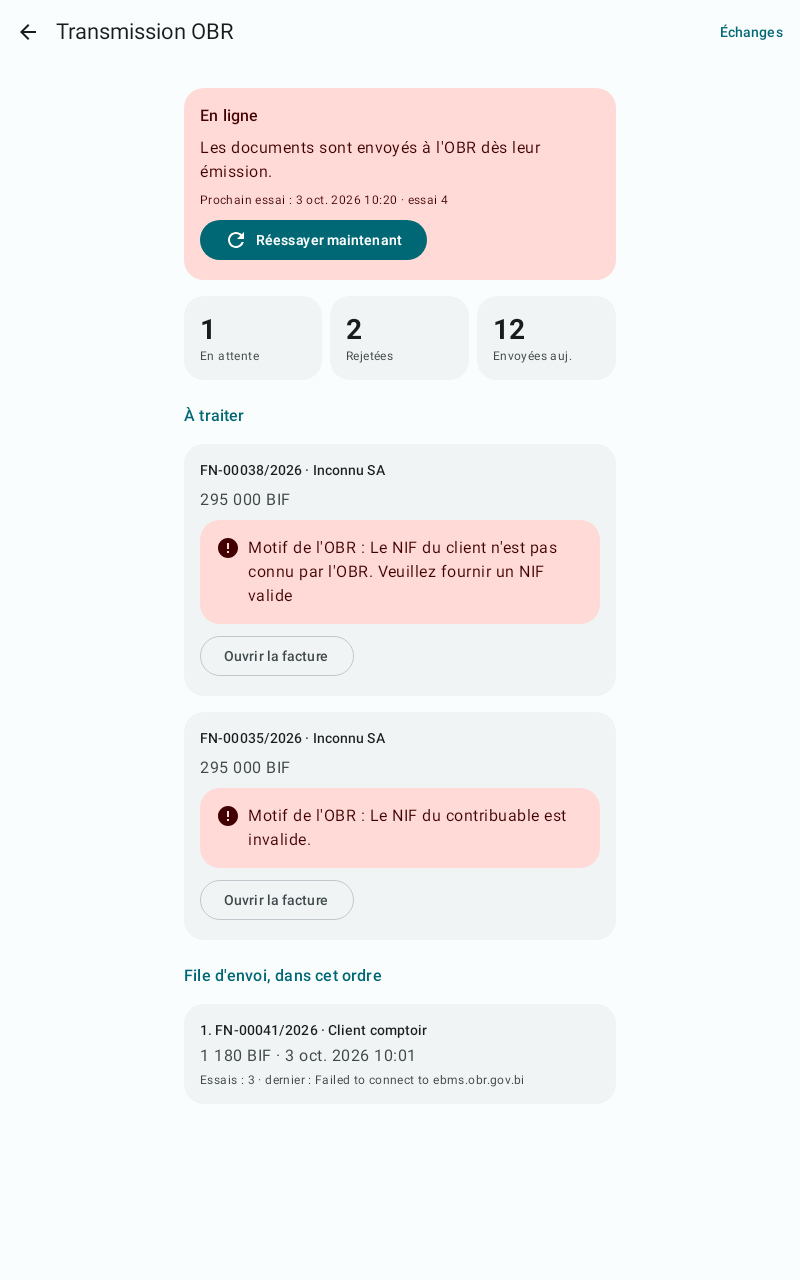 Transmission OBR
Échanges
En ligne
Les documents sont envoyés à l'OBR dès leur
émission.
Prochain essai : 3 oct. 2026 10:20 · essai 4
Réessayer maintenant
1
En attente
2
Rejetées
12
Envoyées auj.
À traiter
FN-00038/2026 · Inconnu SA
295 000 BIF
Motif de l'OBR : Le NIF du client n'est pas
connu par l'OBR. Veuillez fournir un NIF
valide
Ouvrir la facture
FN-00035/2026 · Inconnu SA
295 000 BIF
Motif de l'OBR : Le NIF du contribuable est
invalide.
Ouvrir la facture
File d'envoi, dans cet ordre
1. FN-00041/2026 · Client comptoir
1 180 BIF · 3 oct. 2026 10:01
Essais : 3 · dernier : Failed to connect to ebms.obr.gov.bi